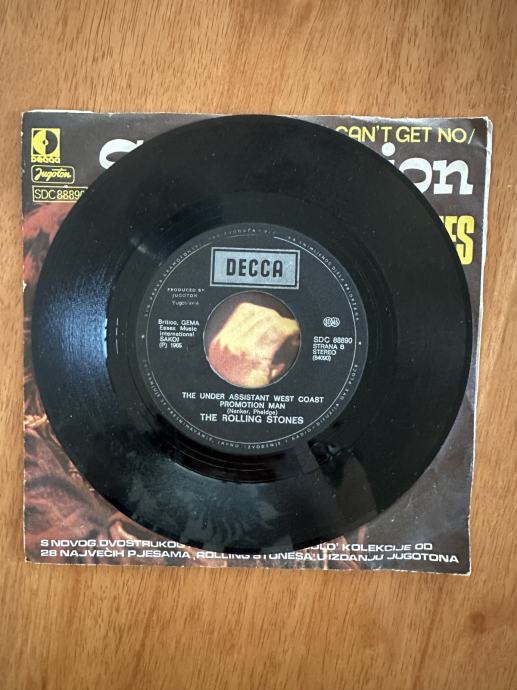 /I CAN'T GET NO/
DECCA
Jugoton
SDC 8889
ion
ES
DECCA
PRODUCED BY
JUGOTON
Yugoslavia
Britico, GEMA
Essex Music
International
SAKOJ
(P) 1965
SDC 88890
STRANA B
STEREO
(84090)
THE UNDER ASSISTANT WEST COAST
PROMOTION MAN
(Nanker, Pheldge)
THE ROLLING STONES
S NOVOG DVOSTRUKOG
OLD' KOLEKCIJE OD
28 NAJVEĆIH PJESAMA „ROLLING STONESA‟ U IZDANJU JUGOTONA